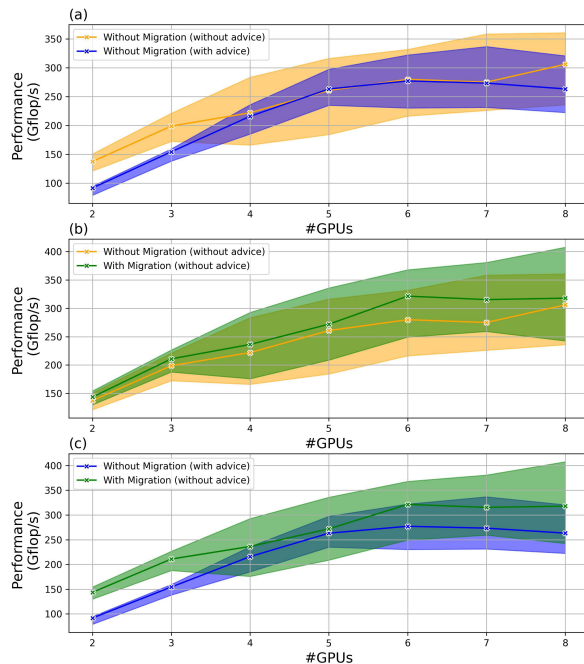 (a)
Without Migration (without advice)
Without Migration (with advice)
350
300
250
200
150
100
Performance
(Gflop/s)
2 3 4 5 6 7 8
#GPUs
(b)
Without Migration (without advice)
With Migration (without advice)
400
350
300
250
200
150
Performance
(Gflop/s)
2 3 4 5 6 7 8
#GPUs
(c)
Without Migration (with advice)
With Migration (without advice)
400
350
300
250
200
150
100
Performance
(Gflop/s)
2 3 4 5 6 7 8
#GPUs